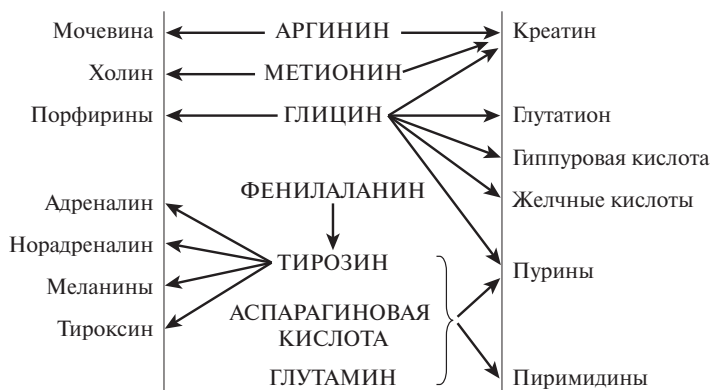 Мочевина АРГИНИН Креатин
Холин МЕТИОНИН
Порфирины ГЛИЦИН Глутатион
Гиппуровая кислота
ФЕНИЛАЛАНИН Желчные кислоты
Адреналин
Норадреналин
ТИРОЗИН Пурины
Меланины
АСПАРАГИНОВАЯ
Тироксин КИСЛОТА
ГЛУТАМИН Пиримидины